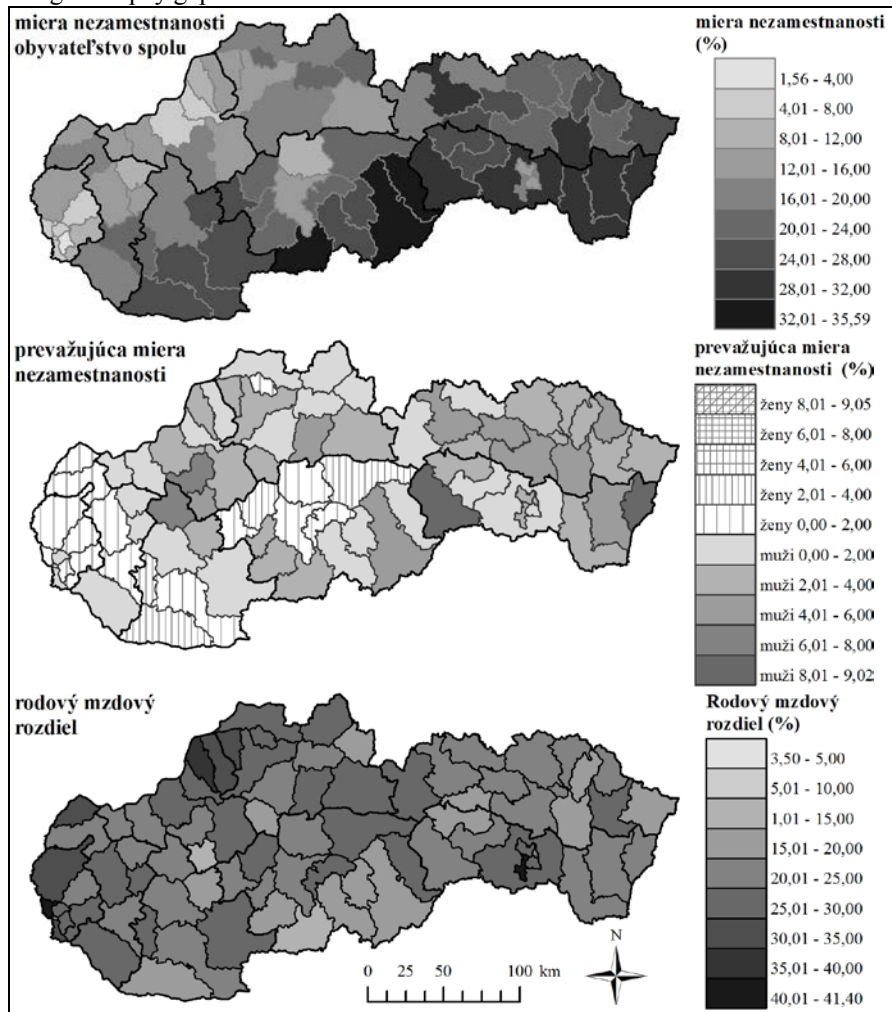 miera nezamestnanosti
obyvateľstvo spolu
miera nezamestnanosti
(%)
1,56 - 4,00
4,01 - 8,00
8,01 - 12,00
12,01 - 16,00
16,01 - 20,00
20,01 - 24,00
24,01 - 28,00
28,01 - 32,00
32,01 - 35,59
prevažujúca miera
nezamestnanosti
prevažujúca miera
nezamestnanosti (%)
ženy 8,01 - 9,05
ženy 6,01 - 8,00
ženy 4,01 - 6,00
ženy 2,01 - 4,00
ženy 0,00 - 2,00
muži 0,00 - 2,00
muži 2,01 - 4,00
muži 4,01 - 6,00
muži 6,01 - 8,00
muži 8,01 - 9,02
rodový mzdový
rozdiel
Rodový mzdový
rozdiel (%)
3,50 - 5,00
5,01 - 10,00
1,01 - 15,00
15,01 - 20,00
20,01 - 25,00
25,01 - 30,00
30,01 - 35,00
35,01 - 40,00
40,01 - 41,40
N
0 25 50 100 km